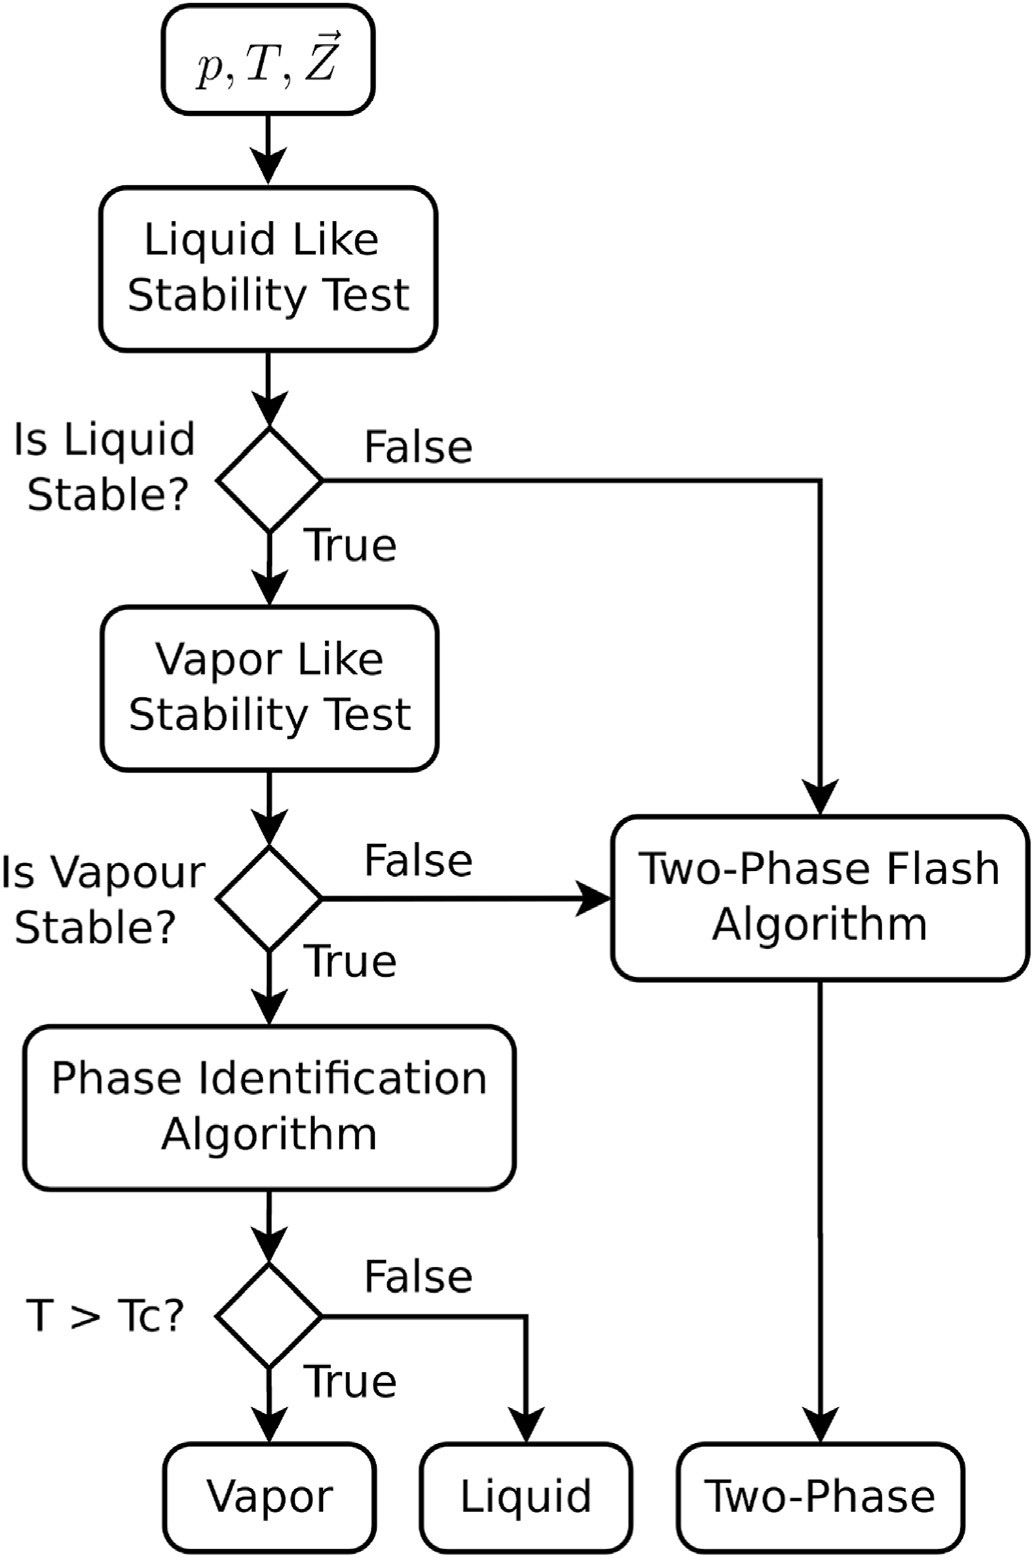 p, T, \vec{Z}
Liquid Like
Stability Test
Is Liquid
Stable?
False
True
Vapor Like
Stability Test
Is Vapour
Stable?
False
True
Two-Phase Flash
Algorithm
Phase Identification
Algorithm
T > Tc?
False
True
Vapor
Liquid
Two-Phase